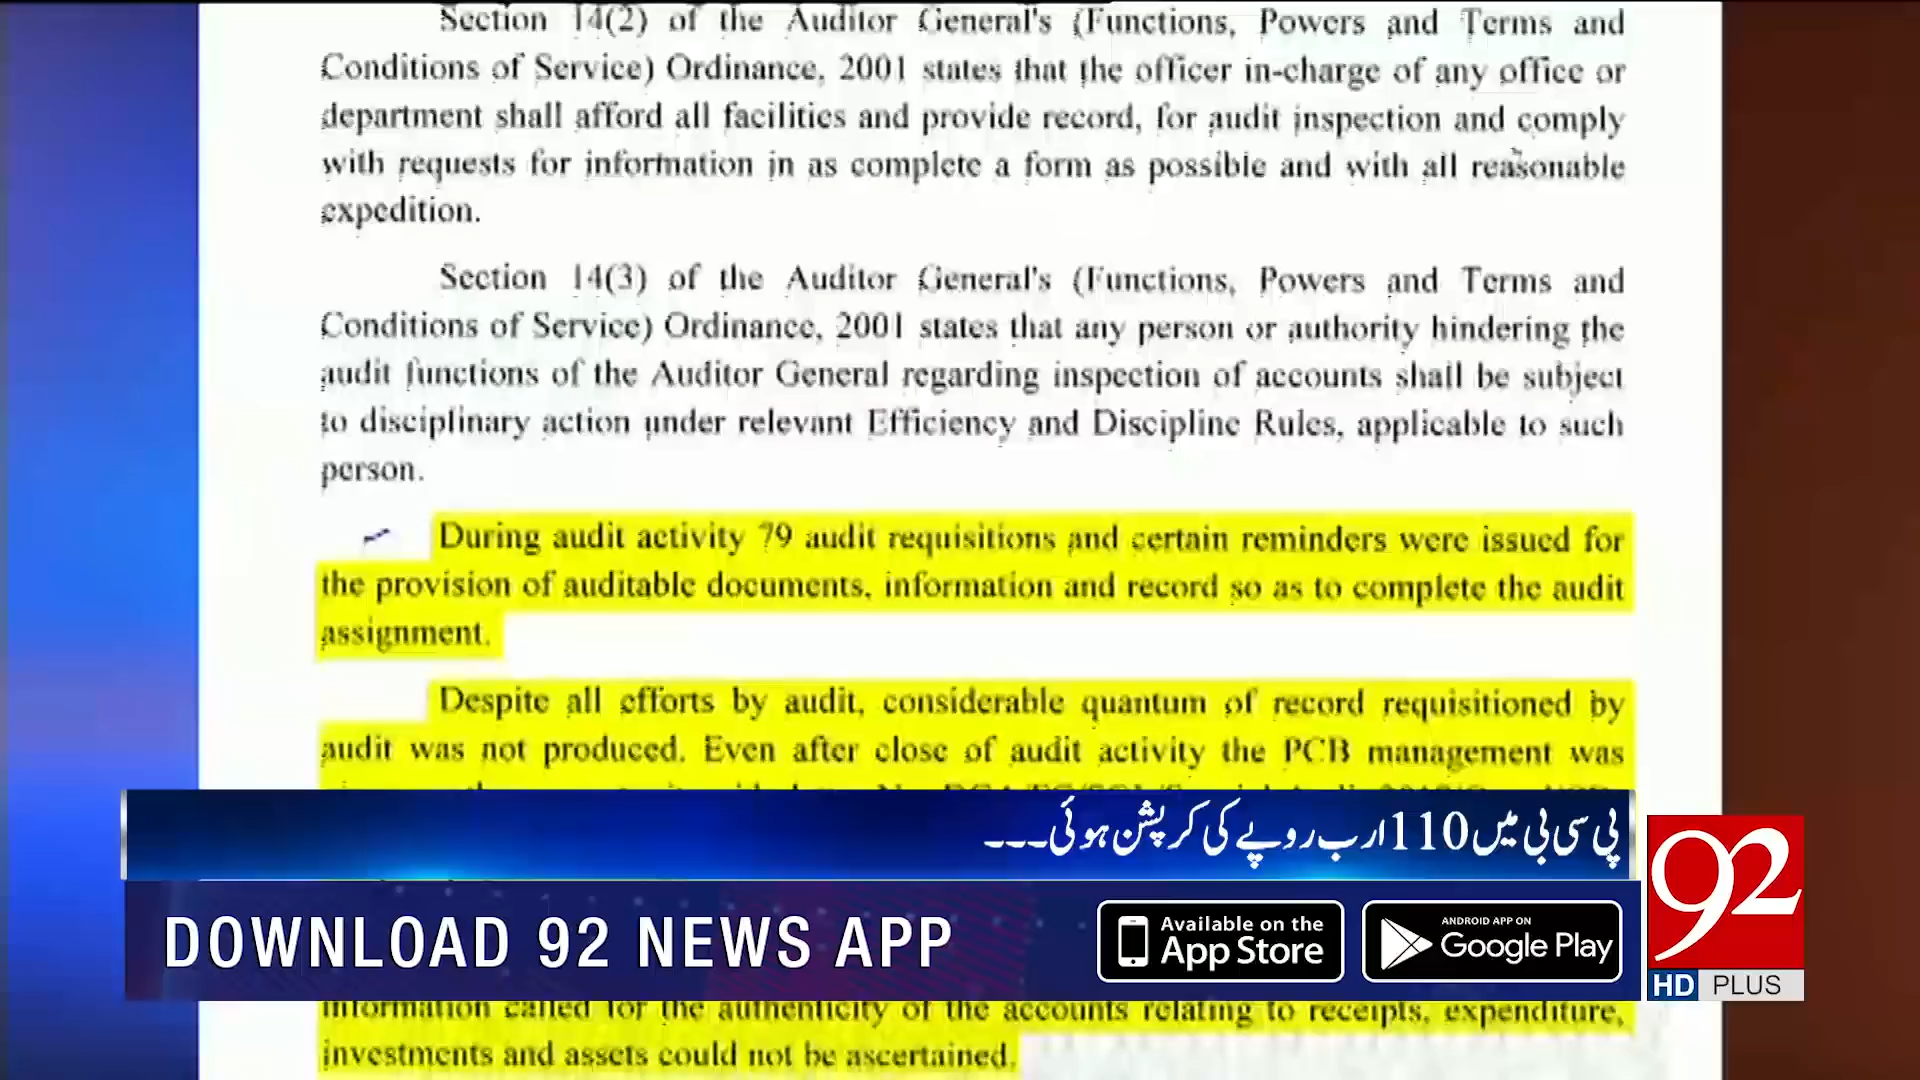 Section 14(2) of the Auditor General's (Functions, Powers and Terms and
Conditions of Service) Ordinance, 2001 states that the officer in-charge of any office or
department shall afford all facilities and provide record, for audit inspection and comply
with requests for information in as complete a form as possible and with all reasonable
expedition.
Section 14(3) of the Auditor General's (Functions, Powers and Terms and
Conditions of Service) Ordinance, 2001 states that any person or authority hindering the
audit functions of the Auditor General regarding inspection of accounts shall be subject
to disciplinary action under relevant Efficiency and Discipline Rules, applicable to such
person.
During audit activity 79 audit requisitions and certain reminders were issued for
the provision of auditable documents, information and record so as to complete the audit
assignment.
Despite all efforts by audit, considerable quantum of record requisitioned by
audit was not produced. Even after close of audit activity the PCB management was
پی سی بی میں 110 ارب روپے کی کرپشن ہوئی۔۔۔
DOWNLOAD 92 NEWS APP
Available on the
App Store
ANDROID APP ON
Google Play
92
HD PLUS
information called for the authenticity of the accounts relating to receipts, expenditure,
investments and assets could not be ascertained.